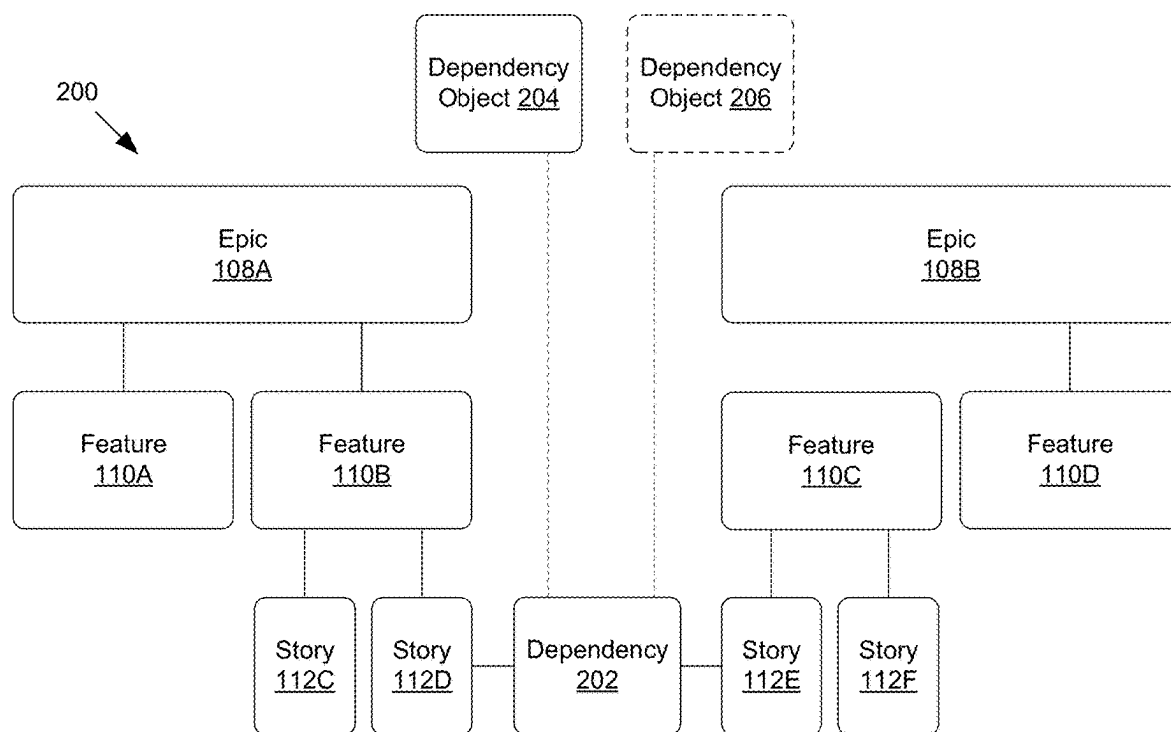 Dependency
Object 204
Dependency
Object 206
200
Epic
108A
Epic
108B
Feature
110A
Feature
110B
Feature
110C
Feature
110D
Story
112C
Story
112D
Dependency
202
Story
112E
Story
112F